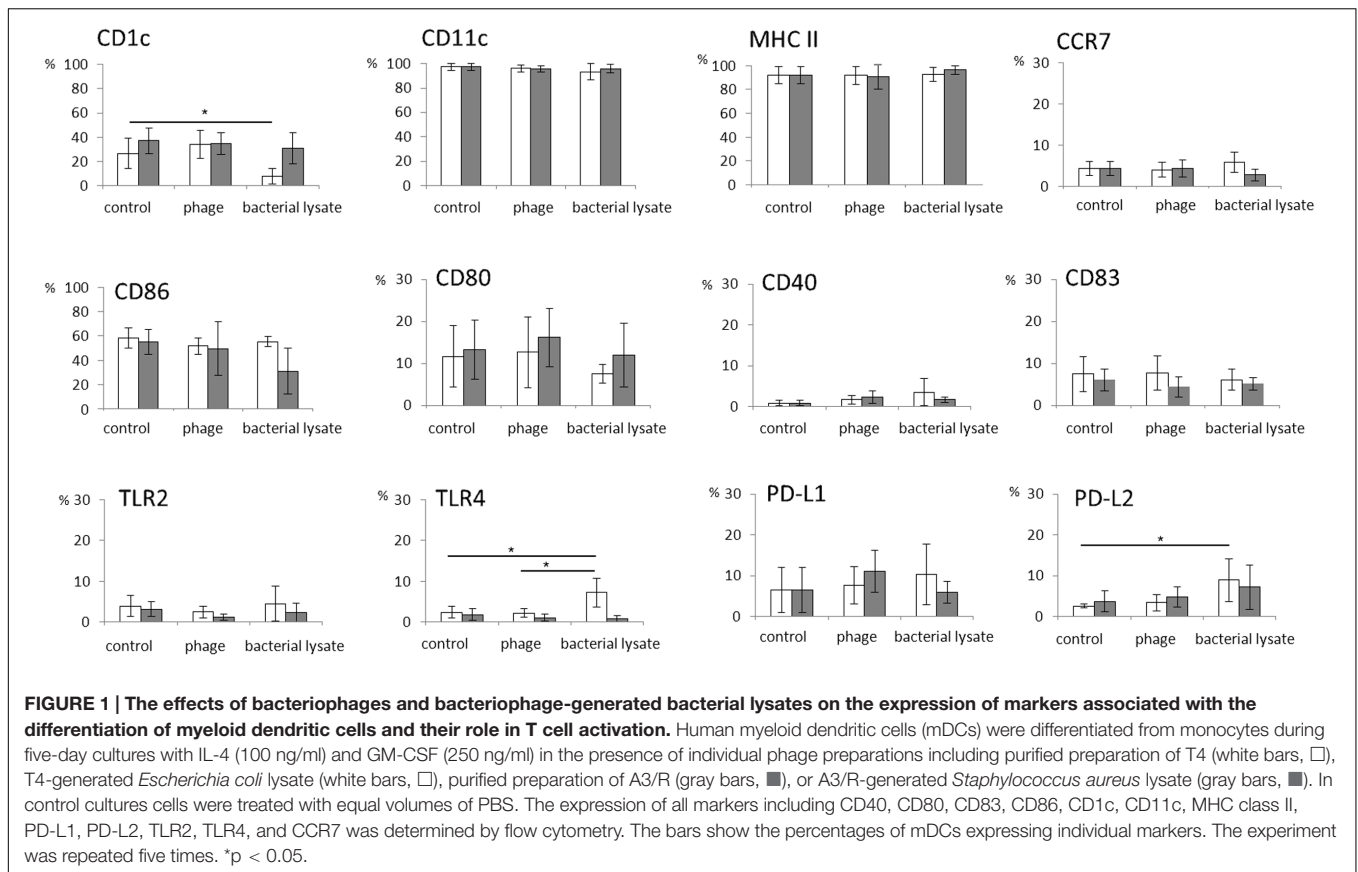 CD1c
% 100
80
60
40
20
0
*
control phage bacterial lysate
CD11c
% 100
80
60
40
20
0
control phage bacterial lysate
MHC II
% 100
80
60
40
20
0
control phage bacterial lysate
CCR7
% 30
20
10
0
control phage bacterial lysate
CD86
% 100
80
60
40
20
0
control phage bacterial lysate
CD80
% 30
20
10
0
control phage bacterial lysate
CD40
% 30
20
10
0
control phage bacterial lysate
CD83
% 30
20
10
0
control phage bacterial lysate
TLR2
% 30
20
10
0
control phage bacterial lysate
TLR4
% 30
20
10
0
*
*
control phage bacterial lysate
PD-L1
% 30
20
10
0
control phage bacterial lysate
PD-L2
% 30
20
10
0
*
control phage bacterial lysate
FIGURE 1 | The effects of bacteriophages and bacteriophage-generated bacterial lysates on the expression of markers associated with the
differentiation of myeloid dendritic cells and their role in T cell activation. Human myeloid dendritic cells (mDCs) were differentiated from monocytes during
five-day cultures with IL-4 (100 ng/ml) and GM-CSF (250 ng/ml) in the presence of individual phage preparations including purified preparation of T4 (white bars, □),
T4-generated Escherichia coli lysate (white bars, □), purified preparation of A3/R (gray bars, ■), or A3/R-generated Staphylococcus aureus lysate (gray bars, ■). In
control cultures cells were treated with equal volumes of PBS. The expression of all markers including CD40, CD80, CD83, CD86, CD1c, CD11c, MHC class II,
PD-L1, PD-L2, TLR2, TLR4, and CCR7 was determined by flow cytometry. The bars show the percentages of mDCs expressing individual markers. The experiment
was repeated five times. *p < 0.05.